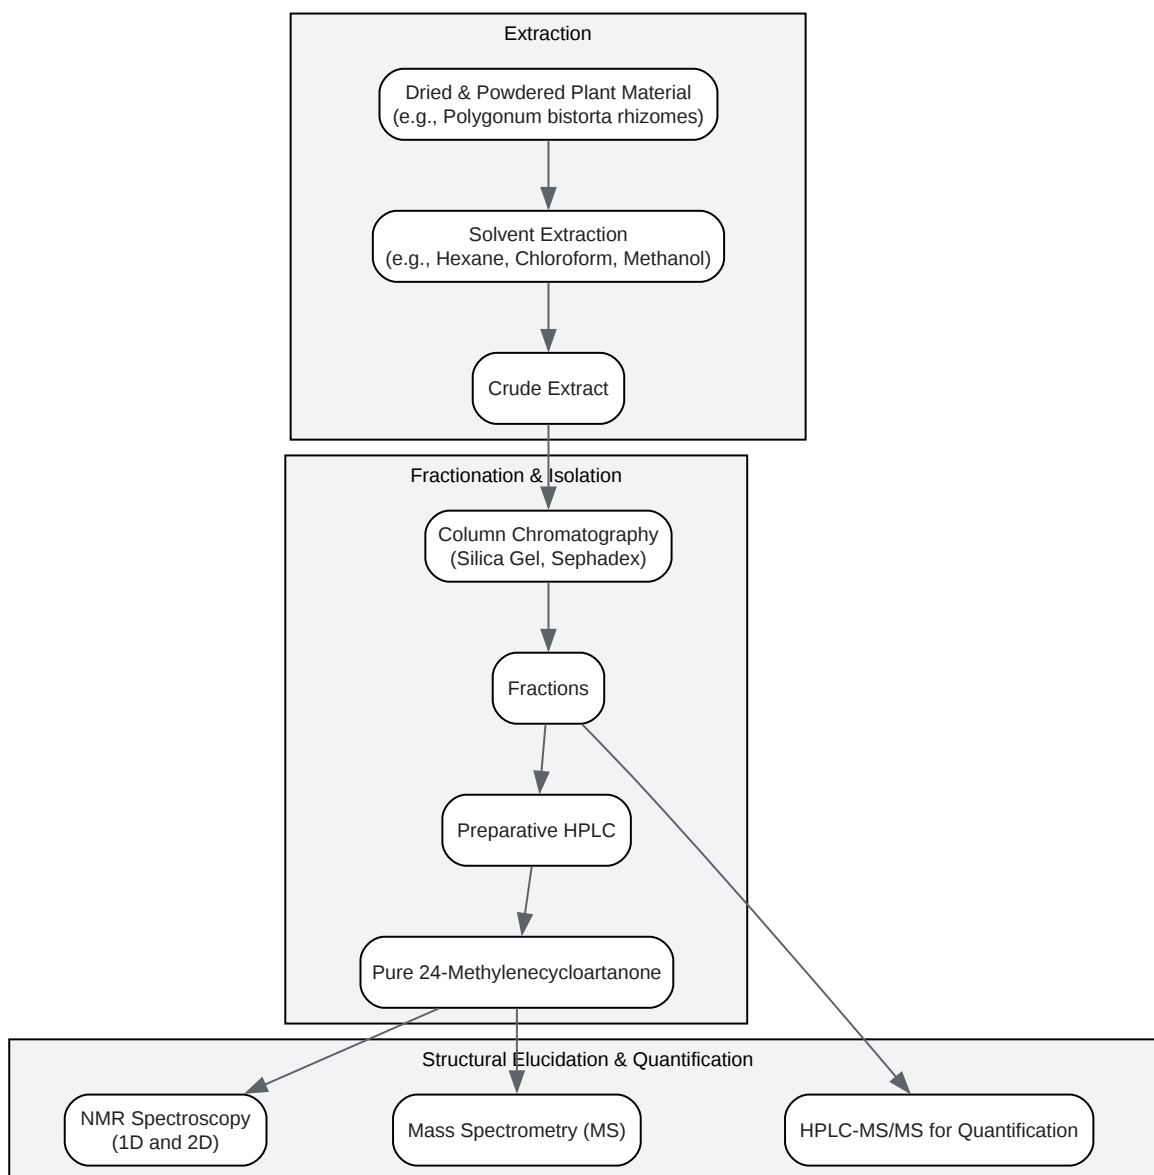 Extraction
Dried & Powdered Plant Material
(e.g., Polygonum bistorta rhizomes)
Solvent Extraction
(e.g., Hexane, Chloroform, Methanol)
Crude Extract
Fractionation & Isolation
Column Chromatography
(Silica Gel, Sephadex)
Fractions
Preparative HPLC
Pure 24-Methylenecycloartanone
Structural Elucidation & Quantification
NMR Spectroscopy
(1D and 2D)
Mass Spectrometry (MS)
HPLC-MS/MS for Quantification